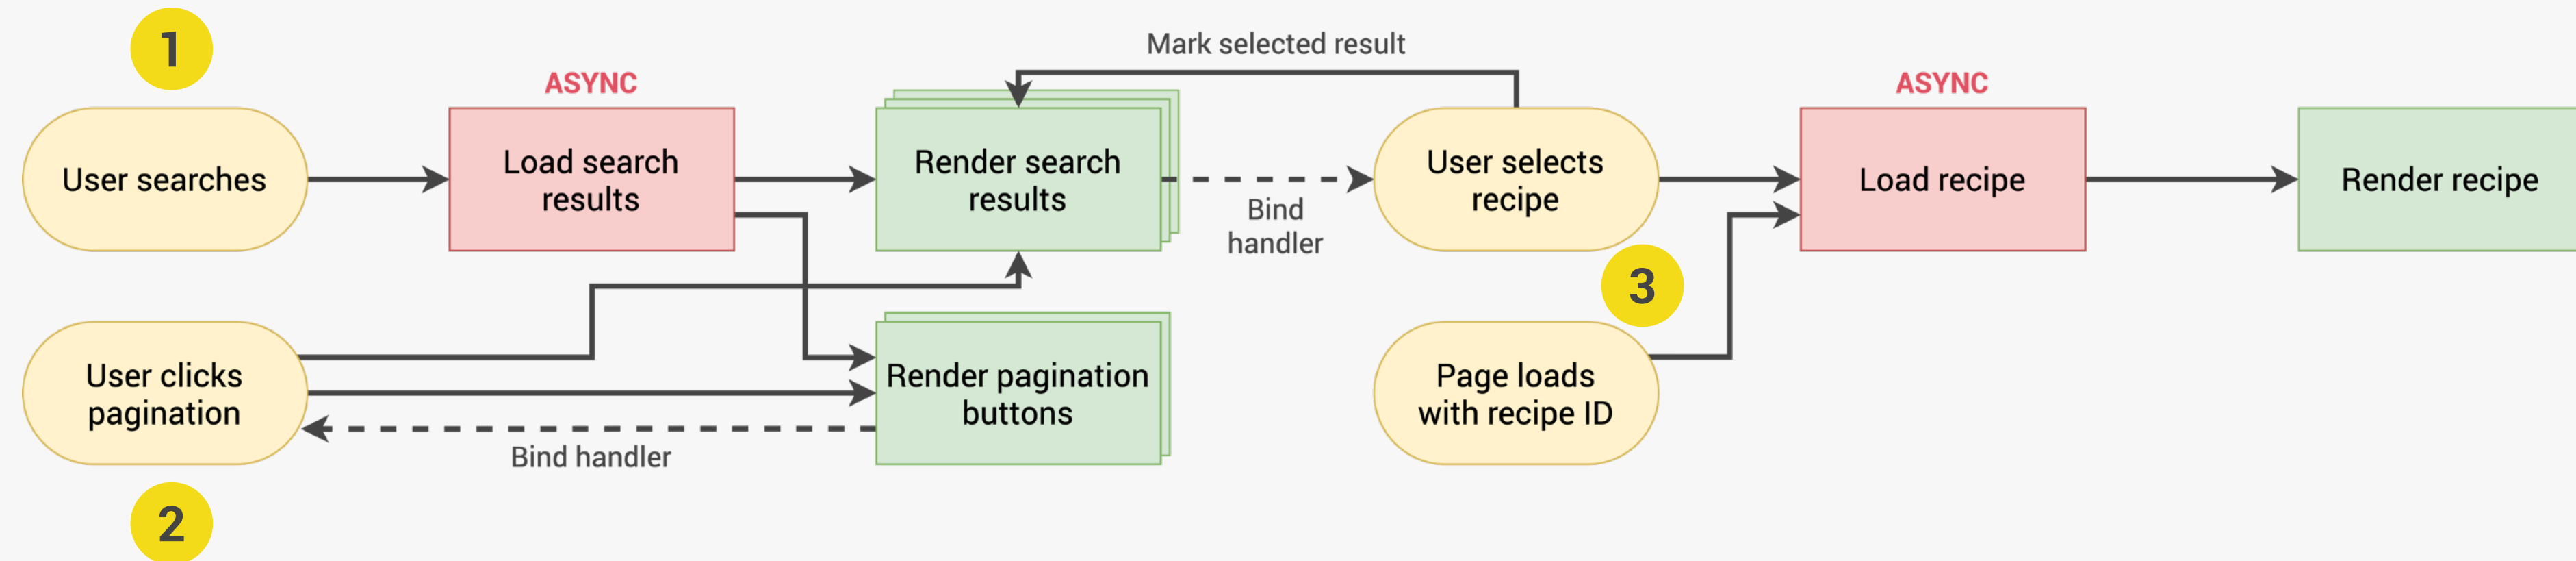 1
ASYNC
Mark selected result
ASYNC
User searches
Load search
results
Render search
results
Bind
handler
User selects
recipe
Load recipe
Render recipe
3
User clicks
pagination
Render pagination
buttons
Bind handler
Page loads
with recipe ID
2